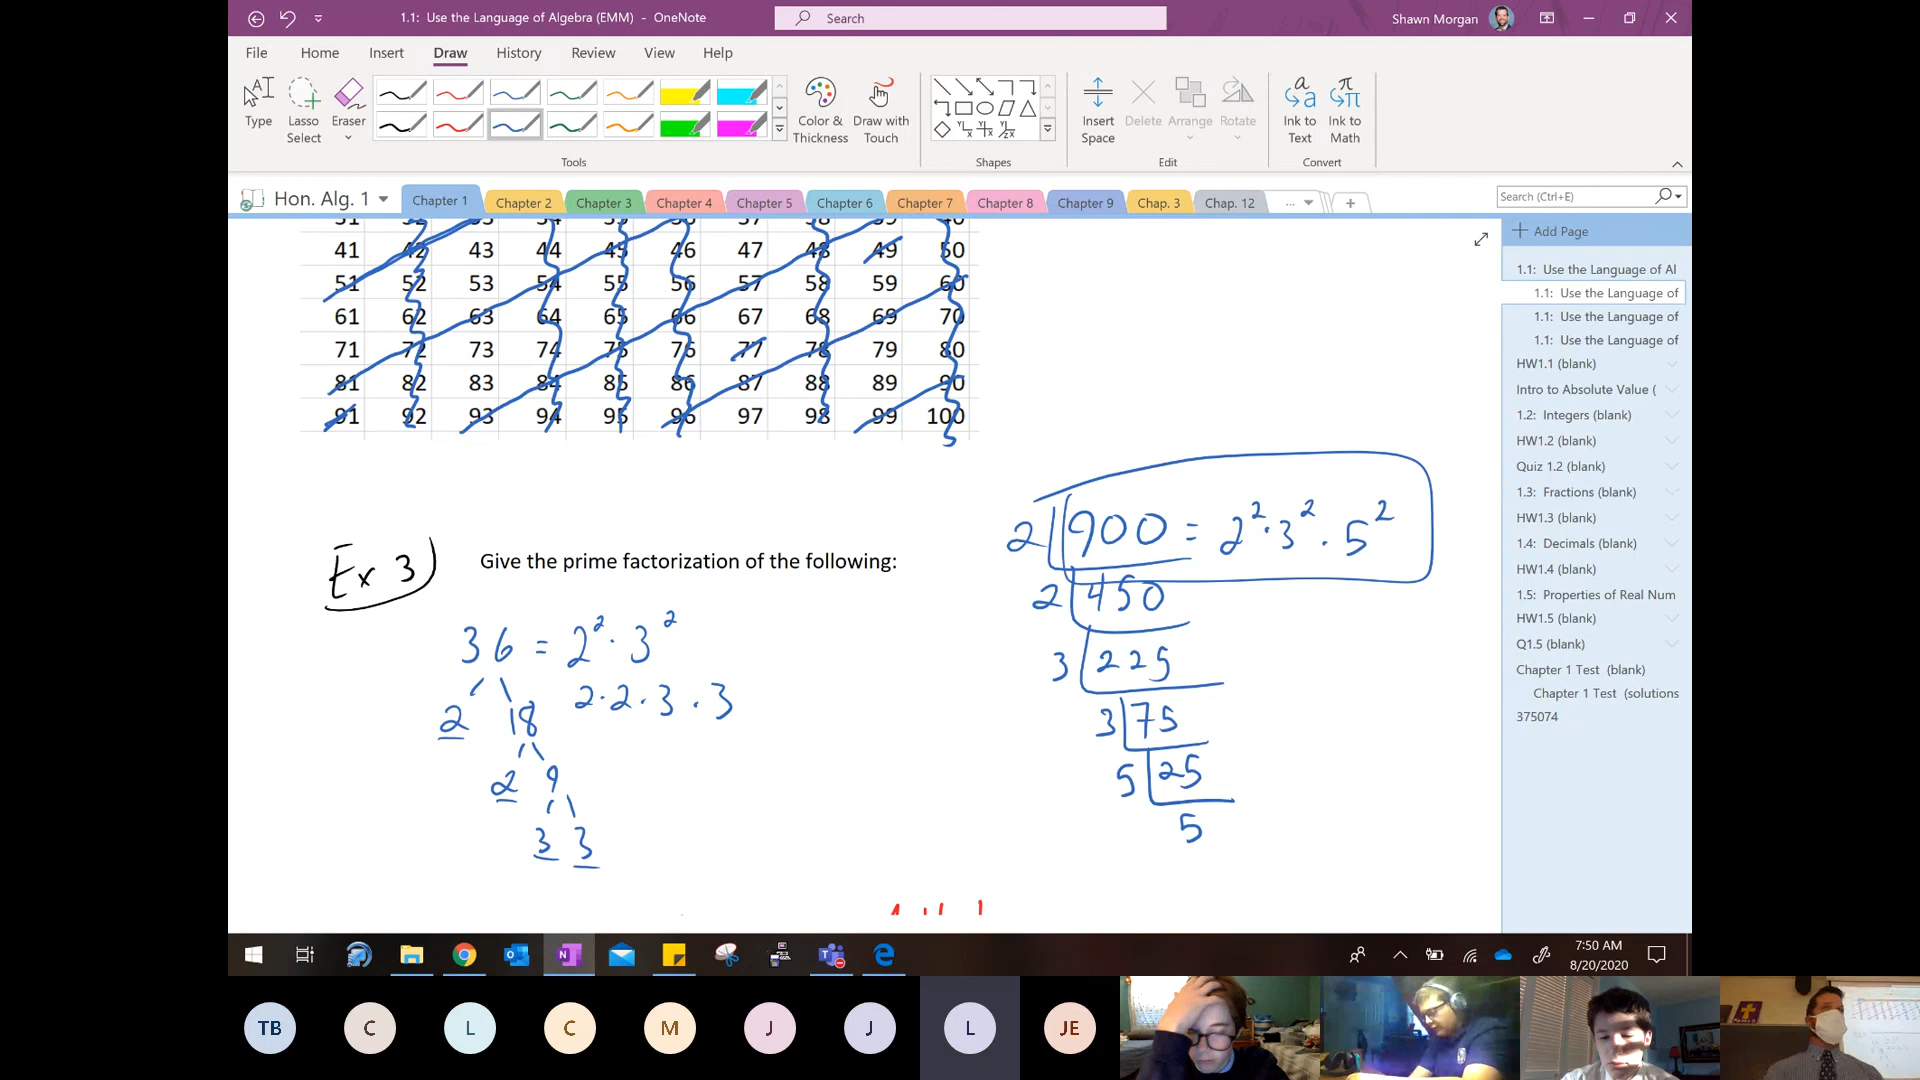 1.1: Use the Language of Algebra (EMM) - OneNote
Search
Shawn Morgan
File Home Insert Draw History Review View Help
Type
Lasso Select
Eraser
Color & Thickness
Draw with Touch
Insert Space
Delete
Arrange
Rotate
Ink to Text
Ink to Math
Tools
Shapes
Edit
Convert
Hon. Alg. 1
Chapter 1 Chapter 2 Chapter 3 Chapter 4 Chapter 5 Chapter 6 Chapter 7 Chapter 8 Chapter 9 Chap. 3 Chap. 12 ...
Search (Ctrl+E)
Add Page
1.1: Use the Language of Al
1.1: Use the Language of
1.1: Use the Language of
1.1: Use the Language of
HW1.1 (blank)
Intro to Absolute Value (
1.2: Integers (blank)
HW1.2 (blank)
Quiz 1.2 (blank)
1.3: Fractions (blank)
HW1.3 (blank)
1.4: Decimals (blank)
HW1.4 (blank)
1.5: Properties of Real Num
HW1.5 (blank)
Q1.5 (blank)
Chapter 1 Test (blank)
Chapter 1 Test (solutions
375074
41 42 43 44 45 46 47 48 49 50
51 52 53 54 55 56 57 58 59 60
61 62 63 64 65 66 67 68 69 70
71 72 73 74 75 76 77 78 79 80
81 82 83 84 85 86 87 88 89 90
91 92 93 94 95 96 97 98 99 100
Ex 3) Give the prime factorization of the following:
36 = 2² · 3²
2 18 2·2·3·3
2 9
3 3
2 900 = 2²·3²·5²
2 450
3 225
3 75
5 25
5
7:50 AM
8/20/2020
TB C L C M J J L JE